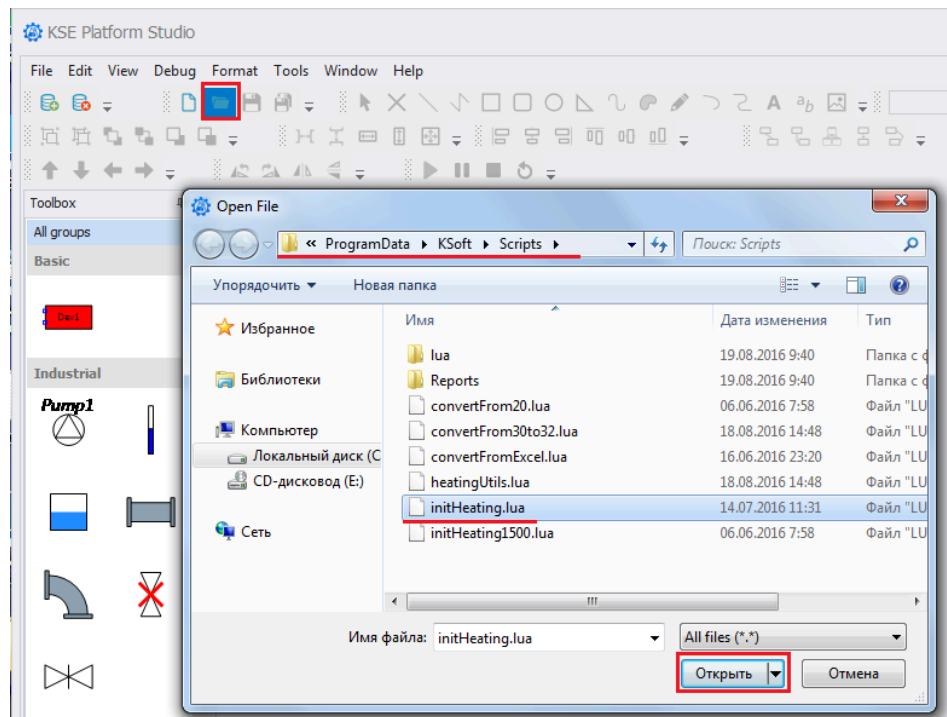 KSE Platform Studio
File Edit View Debug Format Tools Window Help
A ab
Toolbox
All groups
Basic
Dev1
Industrial
Pump1
Open File
« ProgramData KSoft Scripts
Поиск: Scripts
Упорядочить Новая папка
Избранное
Библиотеки
Компьютер
Локальный диск (C
CD-дисковод (E:)
Сеть
Имя Дата изменения Тип
lua 19.08.2016 9:40 Папка с ф
Reports 19.08.2016 9:40 Папка с ф
convertFrom20.lua 06.06.2016 7:58 Файл "LU
convertFrom30to32.lua 18.08.2016 14:48 Файл "LU
convertFromExcel.lua 16.06.2016 23:20 Файл "LU
heatingUtils.lua 18.08.2016 14:48 Файл "LU
initHeating.lua 14.07.2016 11:31 Файл "LU
initHeating1500.lua 06.06.2016 7:58 Файл "LU
Имя файла: initHeating.lua All files (*.*)
Открыть Отмена